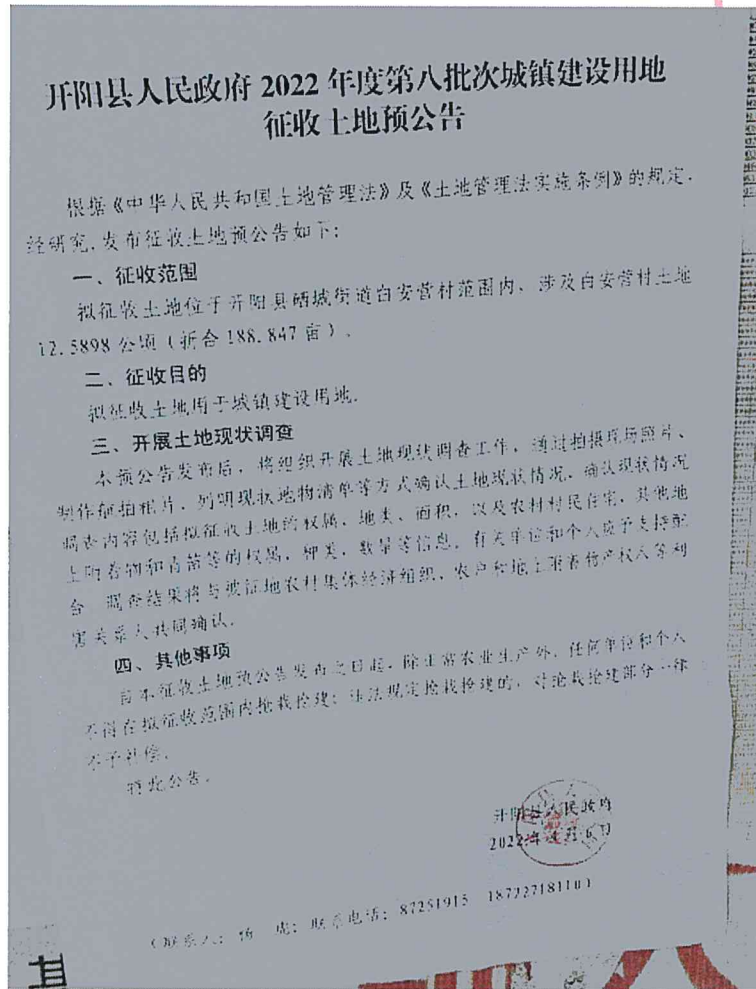 开阳县人民政府 2022 年度第八批次城镇建设用地
征收土地预公告
根据《中华人民共和国土地管理法》及《土地管理法实施条例》的规定，
经研究，发布征收土地预公告如下：
一、征收范围
拟征收土地位于开阳县硒城街道白安营村范围内，涉及白安营村土地
12.5898 公顷（折合 188.847 亩）。
二、征收目的
拟征收土地用于城镇建设用地。
三、开展土地现状调查
本预公告发布后，将组织开展土地现状调查工作，通过拍摄现场照片、
制作航拍相片，列明现状地物清单等方式确认土地现状情况，确认现状情况
调查内容包括拟征收土地的权属、地类、面积，以及农村村民住宅、其他地
上附着物和青苗等的权属、种类、数量等信息。有关单位和个人应予支持配
合，调查结果将与被征地农村集体经济组织、农户和地上附着物产权人等利
害关系人共同确认。
四、其他事项
自本征收土地预公告发布之日起，除正常农业生产外，任何单位和个人
不得在拟征收范围内抢栽抢建；违法规定抢栽抢建的，对抢栽抢建部分一律
不予补偿。
特此公告。
开阳县人民政府
2022年4月6日
（联系人：杨 虎；联系电话：87251915 18722718110）